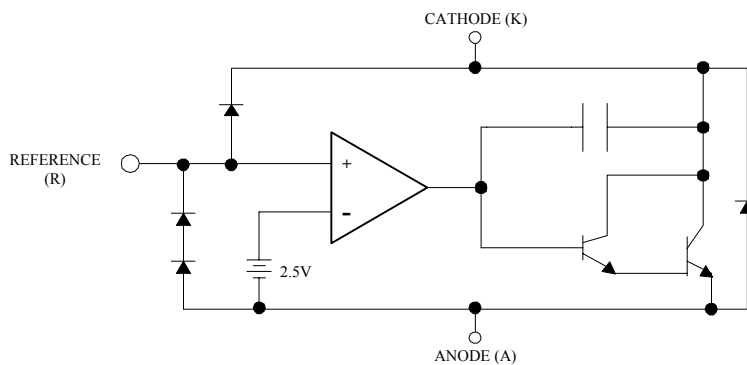 CATHODE (K)
REFERENCE
(R)
+
-
2.5V
ANODE (A)